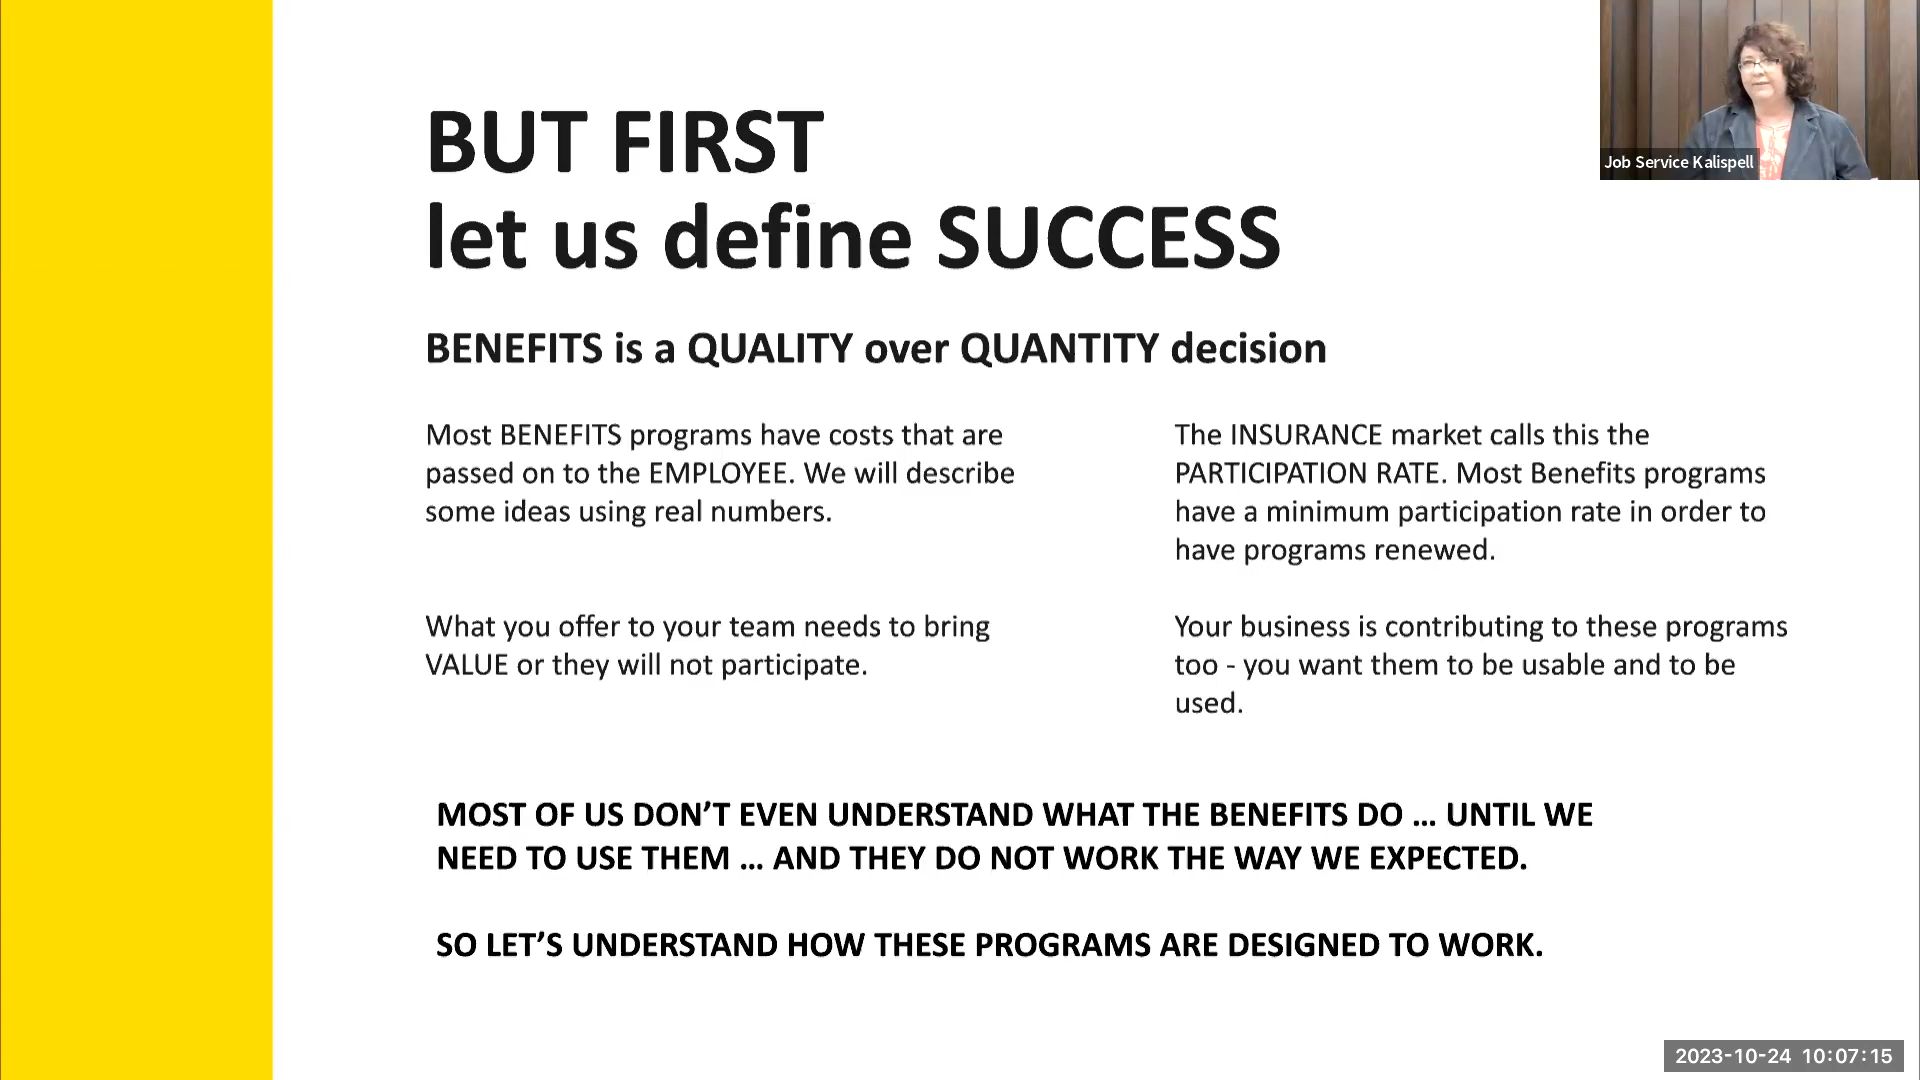 BUT FIRST
let us define SUCCESS
BENEFITS is a QUALITY over QUANTITY decision
Most BENEFITS programs have costs that are
passed on to the EMPLOYEE. We will describe
some ideas using real numbers.
The INSURANCE market calls this the
PARTICIPATION RATE. Most Benefits programs
have a minimum participation rate in order to
have programs renewed.
What you offer to your team needs to bring
VALUE or they will not participate.
Your business is contributing to these programs
too - you want them to be usable and to be
used.
MOST OF US DON’T EVEN UNDERSTAND WHAT THE BENEFITS DO … UNTIL WE
NEED TO USE THEM … AND THEY DO NOT WORK THE WAY WE EXPECTED.
SO LET’S UNDERSTAND HOW THESE PROGRAMS ARE DESIGNED TO WORK.
Job Service Kalispell
2023-10-24 10:07:15